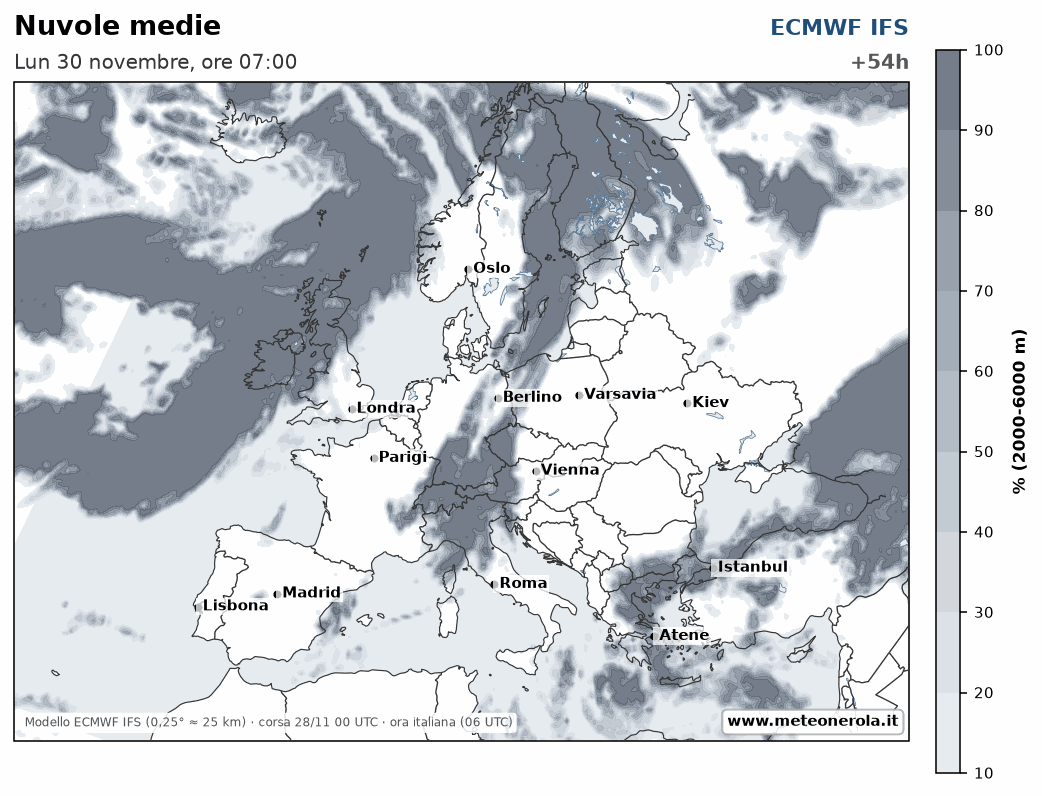 Nuvole medie
ECMWF IFS
Lun 30 novembre, ore 07:00
+54h
Oslo
Berlino
Varsavia
Kiev
Londra
Parigi
Vienna
Istanbul
Roma
Madrid
Lisbona
Atene
Modello ECMWF IFS (0,25° ≈ 25 km) · corsa 28/11 00 UTC · ora italiana (06 UTC)
www.meteonerola.it
100
90
80
70
60
50
40
30
20
10
% (2000-6000 m)